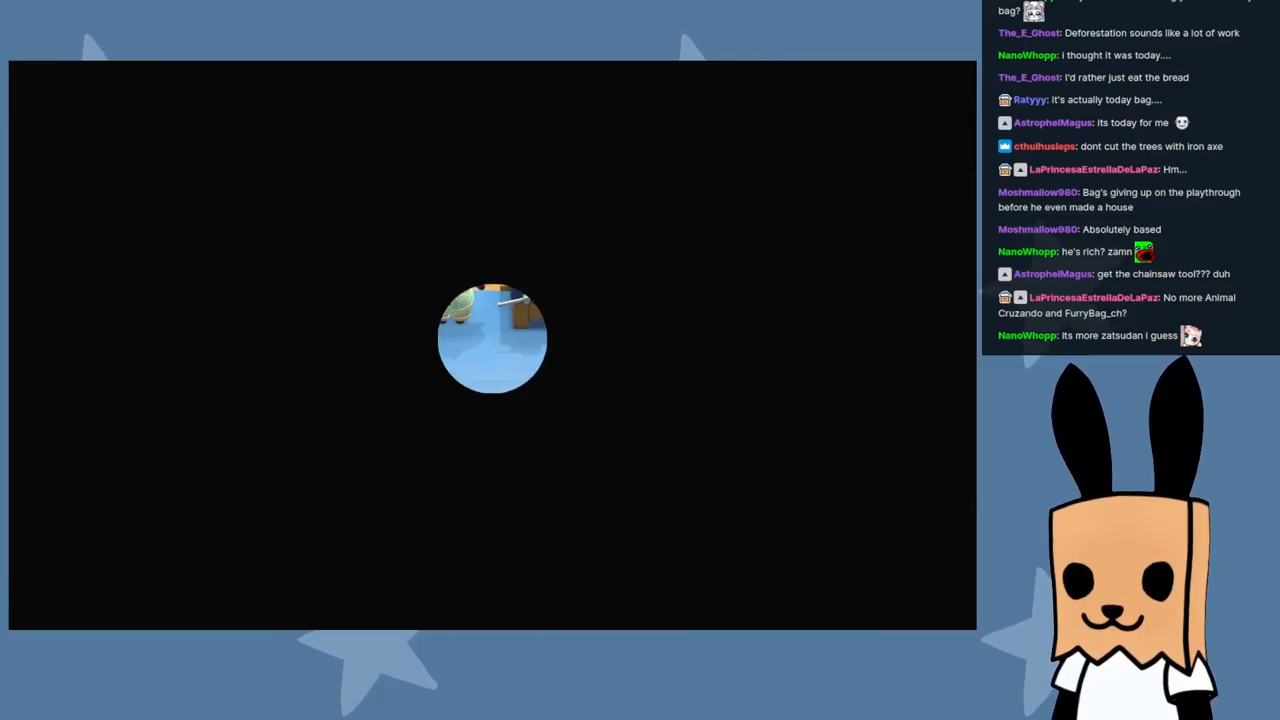 bag?
The_E_Ghost: Deforestation sounds like a lot of work
NanoWhopp: i thought it was today....
The_E_Ghost: I'd rather just eat the bread
Ratyyy: it's actually today bag....
AstrophelMagus: its today for me
cthulhusleps: dont cut the trees with iron axe
LaPrincesaEstrellaDeLaPaz: Hm...
Moshmallow980: Bag's giving up on the playthrough
before he even made a house
Moshmallow980: Absolutely based
NanoWhopp: he's rich? zamn
AstrophelMagus: get the chainsaw tool??? duh
LaPrincesaEstrellaDeLaPaz: No more Animal
Cruzando and FurryBag_ch?
NanoWhopp: its more zatsudan I guess